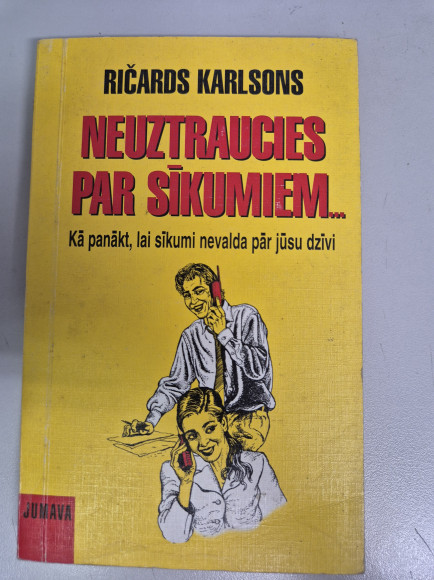 RIČARDS KARLSONS
NEUZTRAUCIES
PAR SĪKUMIEM...
Kā panākt, lai sīkumi nevalda pār jūsu dzīvi
JUMAVA